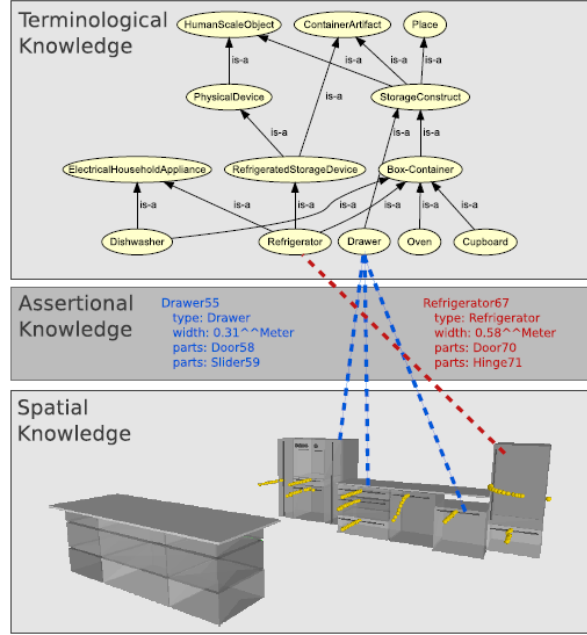 Terminological
Knowledge
HumanScaleObject
ContainerArtifact
Place
is-a
is-a
is-a
is-a
is-a
PhysicalDevice
StorageConstruct
is-a
is-a
is-a
ElectricalHouseholdAppliance
RefrigeratedStorageDevice
Box-Container
is-a
is-a
is-a
is-a
is-a
is-a
is-a
Dishwasher
Refrigerator
Drawer
Oven
Cupboard
Assertional
Knowledge
Drawer55
type: Drawer
width: 0.31^^Meter
parts: Door58
parts: Slider59
Refrigerator67
type: Refrigerator
width: 0.58^^Meter
parts: Door70
parts: Hinge71
Spatial
Knowledge